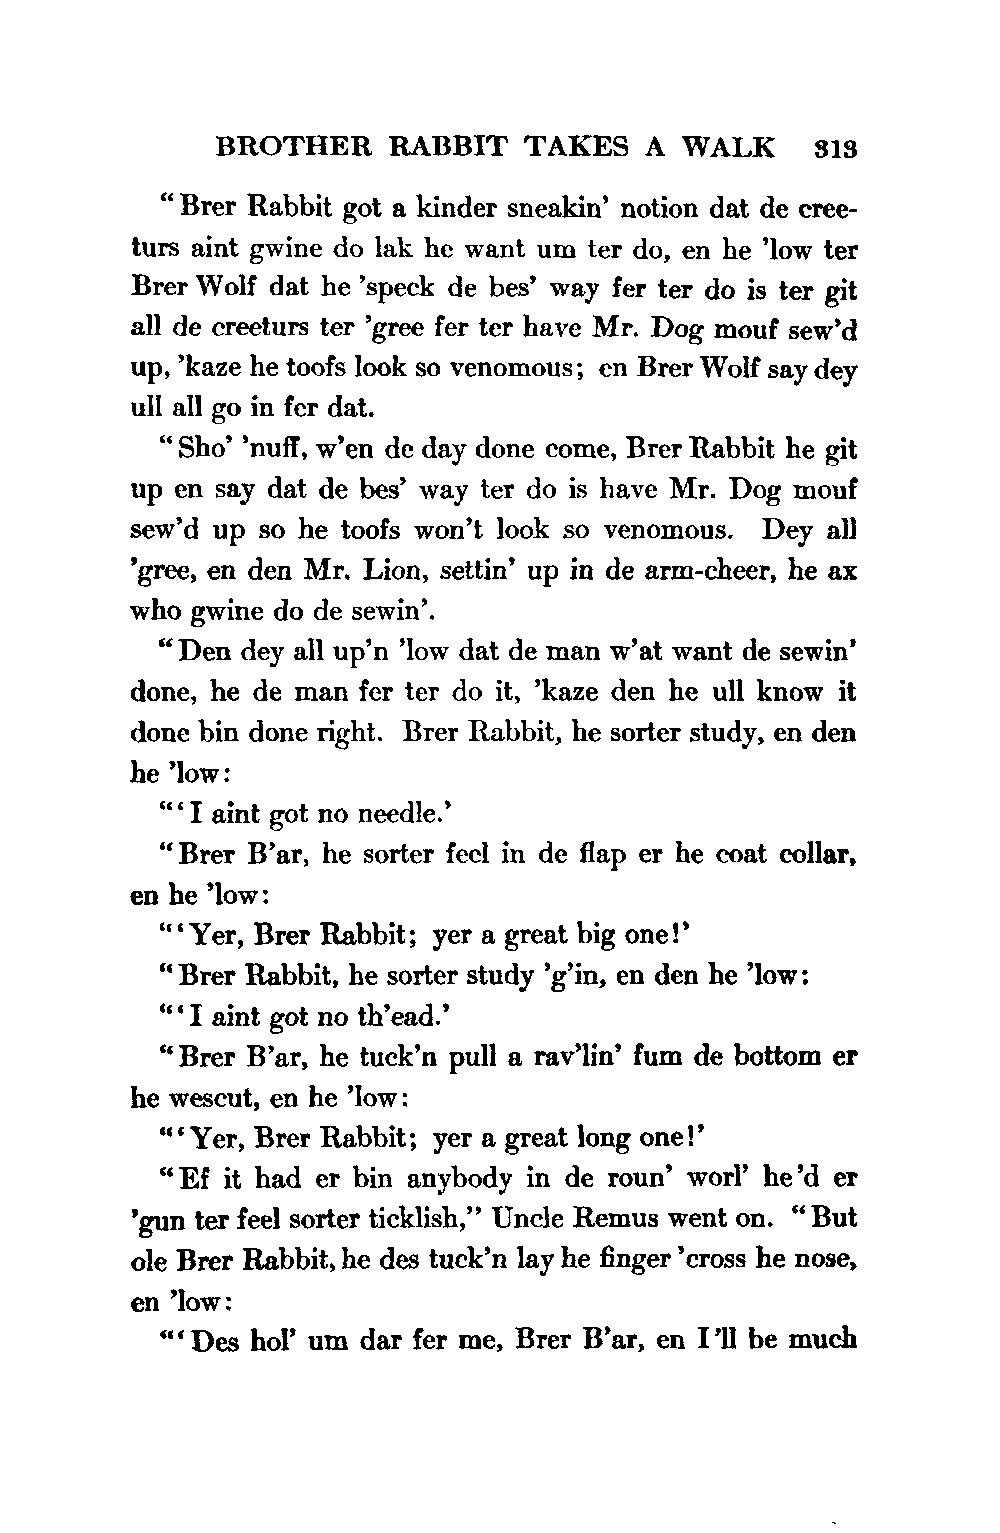 BROTHER RABBIT TAKES A WALK 313
“Brer Rabbit got a kinder sneakin’ notion dat de cree-
turs aint gwine do lak he want um ter do, en he ’low ter
Brer Wolf dat he ’speck de bes’ way fer ter do is ter git
all de creeturs ter ’gree fer ter have Mr. Dog mouf sew’d
up, ’kaze he toofs look so venomous; en Brer Wolf say dey
ull all go in fer dat.
“Sho’ ’nuff, w’en de day done come, Brer Rabbit he git
up en say dat de bes’ way ter do is have Mr. Dog mouf
sew’d up so he toofs won’t look so venomous. Dey all
’gree, en den Mr. Lion, settin’ up in de arm-cheer, he ax
who gwine do de sewin’.
“Den dey all up’n ’low dat de man w’at want de sewin’
done, he de man fer ter do it, ’kaze den he ull know it
done bin done right. Brer Rabbit, he sorter study, en den
he ’low:
“‘I aint got no needle.’
“Brer B’ar, he sorter feel in de flap er he coat collar,
en he ’low:
“‘Yer, Brer Rabbit; yer a great big one!’
“Brer Rabbit, he sorter study ’g’in, en den he ’low:
“‘I aint got no th’ead.’
“Brer B’ar, he tuck’n pull a rav’lin’ fum de bottom er
he wescut, en he ’low:
“‘Yer, Brer Rabbit; yer a great long one!’
“Ef it had er bin anybody in de roun’ worl’ he’d er
’gun ter feel sorter ticklish,” Uncle Remus went on. “But
ole Brer Rabbit, he des tuck’n lay he finger ’cross he nose,
en ’low:
“‘Des hol’ um dar fer me, Brer B’ar, en I’ll be much